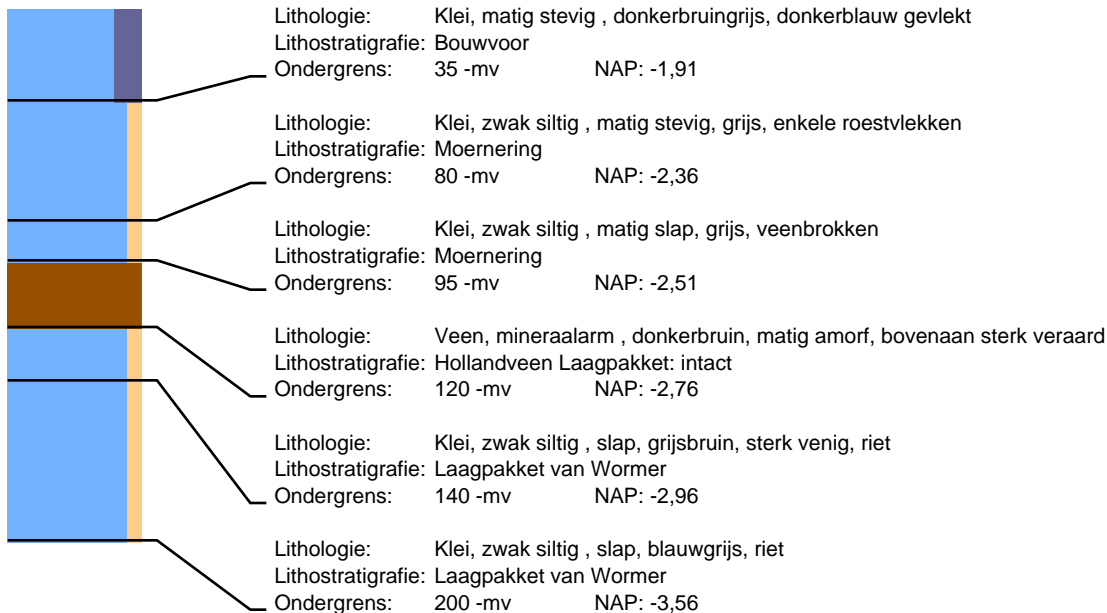 Lithologie: Klei, matig stevig , donkerbruingrijs, donkerblauw gevlekt
Lithostratigrafie: Bouwvoor
Ondergrens: 35 -mv NAP: -1,91
Lithologie: Klei, zwak siltig , matig stevig, grijs, enkele roestvlekken
Lithostratigrafie: Moernering
Ondergrens: 80 -mv NAP: -2,36
Lithologie: Klei, zwak siltig , matig slap, grijs, veenbrokken
Lithostratigrafie: Moernering
Ondergrens: 95 -mv NAP: -2,51
Lithologie: Veen, mineraalarm , donkerbruin, matig amorf, bovenaan sterk veraard
Lithostratigrafie: Hollandveen Laagpakket: intact
Ondergrens: 120 -mv NAP: -2,76
Lithologie: Klei, zwak siltig , slap, grijsbruin, sterk venig, riet
Lithostratigrafie: Laagpakket van Wormer
Ondergrens: 140 -mv NAP: -2,96
Lithologie: Klei, zwak siltig , slap, blauwgrijs, riet
Lithostratigrafie: Laagpakket van Wormer
Ondergrens: 200 -mv NAP: -3,56